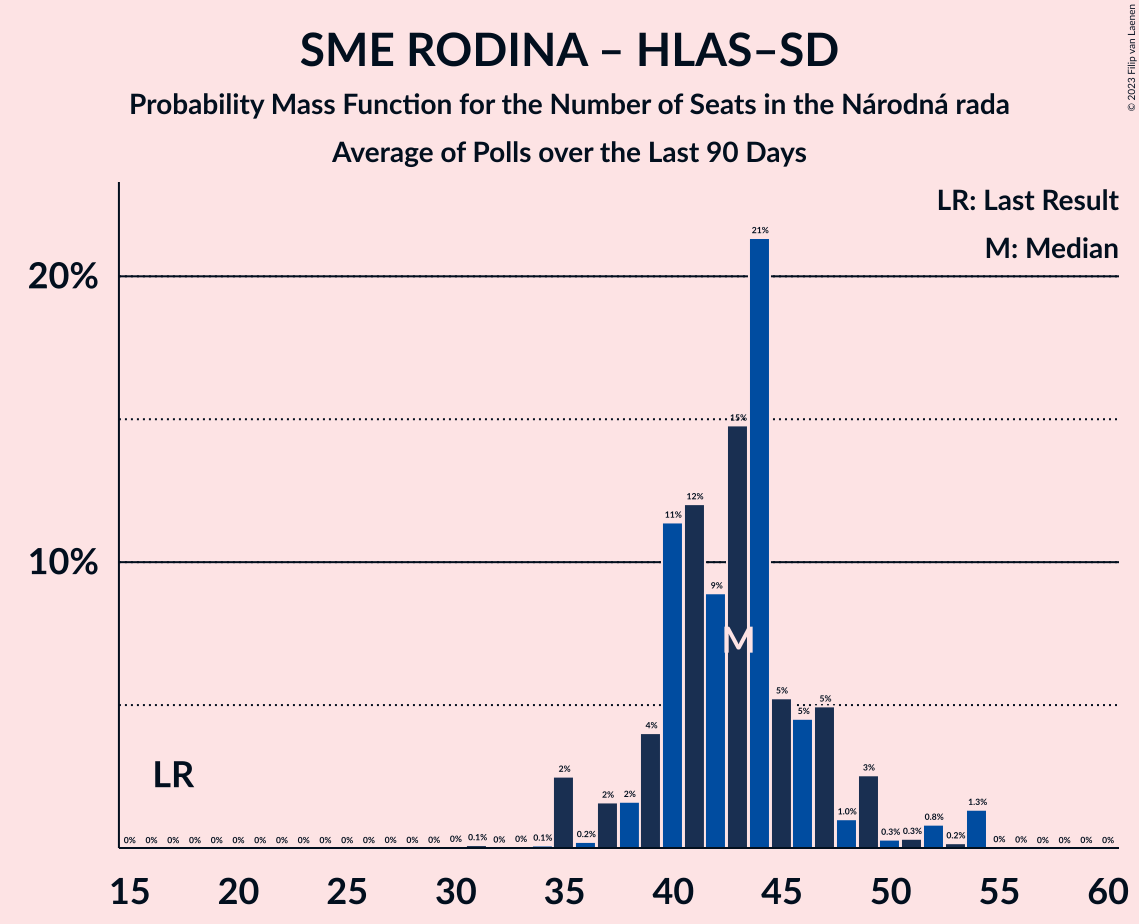 SME RODINA – HLAS–SD
Probability Mass Function for the Number of Seats in the Národná rada
Average of Polls over the Last 90 Days
© 2023 Filip van Laenen
LR: Last Result
M: Median
20%
10%
21%
15%
12%
11%
9%
M
5%
5%
5%
4%
LR
2%
0.2%
2%
2%
1.0%
3%
0.3%
0.3%
0.8%
0.2%
1.3%
0% 0% 0% 0% 0% 0% 0% 0% 0% 0% 0% 0% 0% 0% 0% 0% 0.1% 0% 0% 0.1%
0% 0% 0% 0% 0% 0%
15 20 25 30 35 40 45 50 55 60